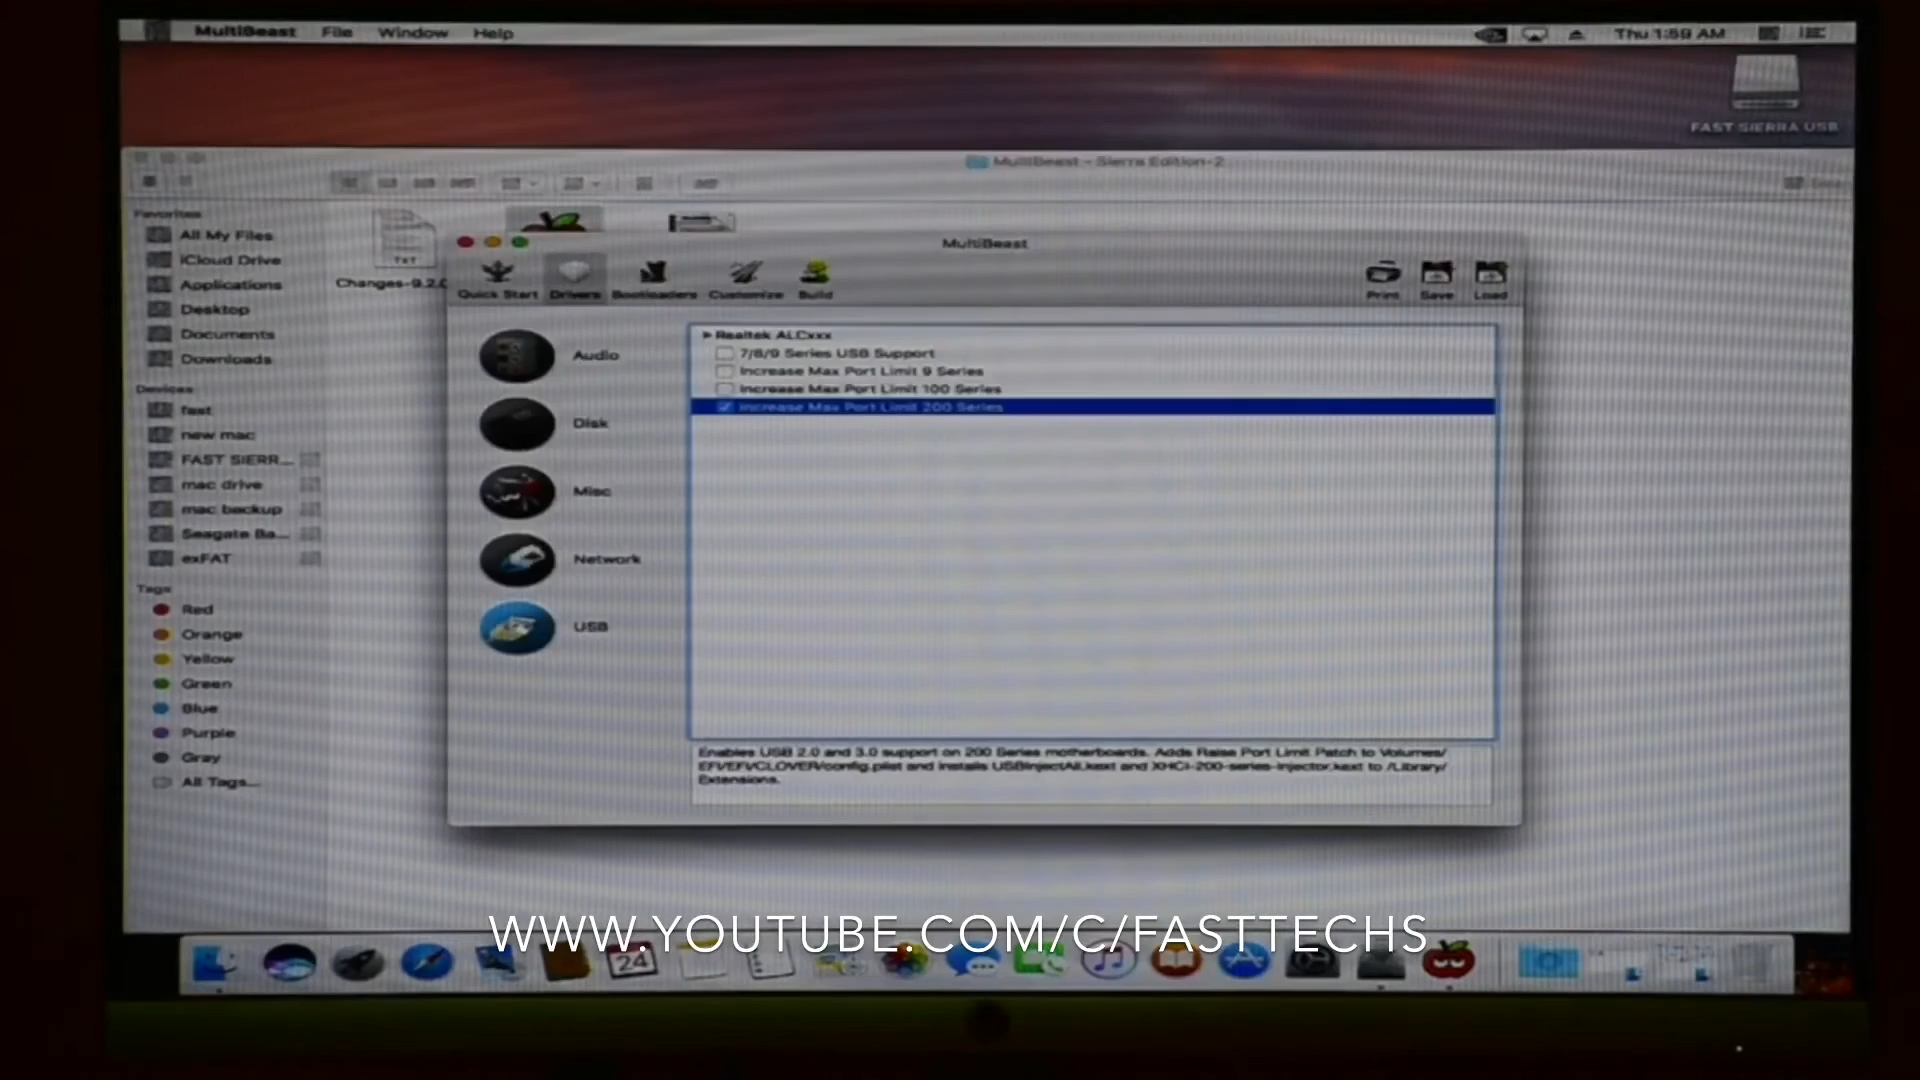 MultiBeast File Window Help
Thu 1:59 AM
FAST SIERRA USB
MultiBeast - Sierra Edition-2
Favorites
All My Files
iCloud Drive
Applications
Desktop
Documents
Downloads
Devices
fast
new mac
FAST SIERR...
mac drive
mac backup
Seagate Ba...
exFAT
Tags
Red
Orange
Yellow
Green
Blue
Purple
Gray
All Tags...
TXT
Changes-9.2.0
MultiBeast
Quick Start Drivers Bootloaders Customize Build
Print Save Load
Audio
Disk
Misc
Network
USB
Realtek ALCxxx
7/8/9 Series USB Support
Increase Max Port Limit 9 Series
Increase Max Port Limit 100 Series
Increase Max Port Limit 200 Series
Enables USB 2.0 and 3.0 support on 200 Series motherboards. Adds Raise Port Limit Patch to Volumes/
EFI/EFI/CLOVER/config.plist and installs USBInjectAll.kext and XHCI-200-series-injector.kext to /Library/
Extensions.
WWW.YOUTUBE.COM/C/FASTTECHS
24